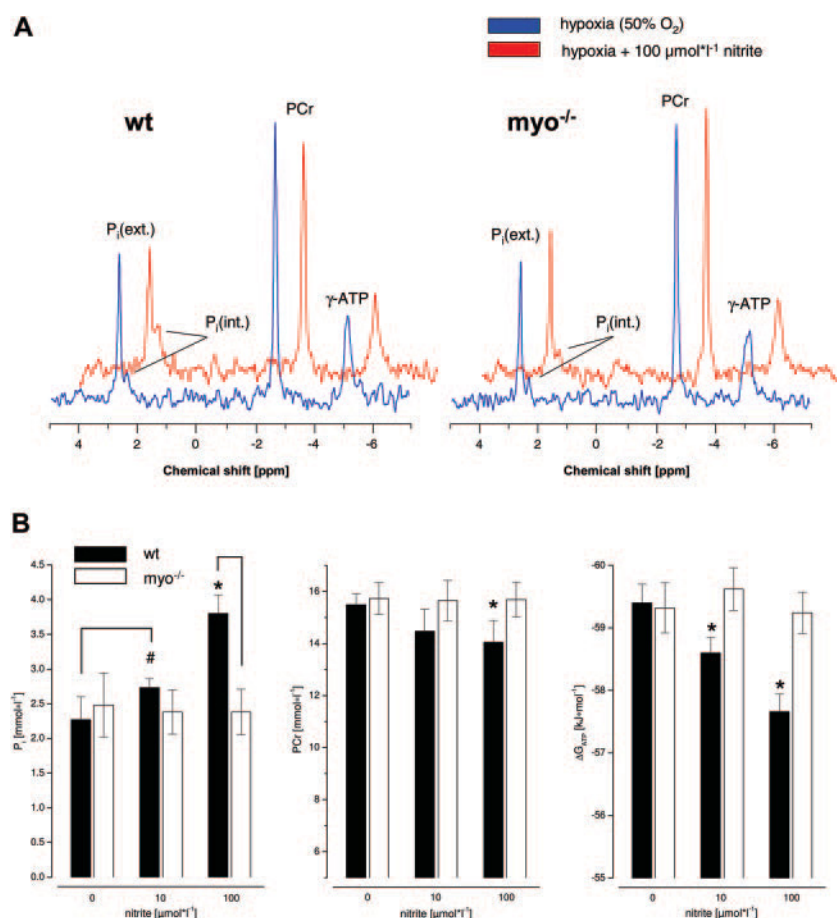 A
hypoxia (50% O₂)
hypoxia + 100 µmol*l⁻¹ nitrite
wt
PCr
Pᵢ(ext.)
Pᵢ(int.)
γ-ATP
4 2 0 -2 -4 -6
Chemical shift [ppm]
myo⁻/⁻
PCr
Pᵢ(ext.)
Pᵢ(int.)
γ-ATP
4 2 0 -2 -4 -6
Chemical shift [ppm]
B
wt
myo⁻/⁻
4.5
4.0
3.5
3.0
2.5
2.0
1.5
1.0
0.5
0.0
Pᵢ [mmol*l⁻¹]
*
#
0 10 100
nitrite [µmol*l⁻¹]
16
14
16
10
8
6
PCr [mmol*l⁻¹]
*
0 10 100
nitrite [µmol*l⁻¹]
-60
-59
-58
-57
-56
-55
ΔG_ATP [kJ*mol⁻¹]
*
*
0 10 100
nitrite [µmol*l⁻¹]